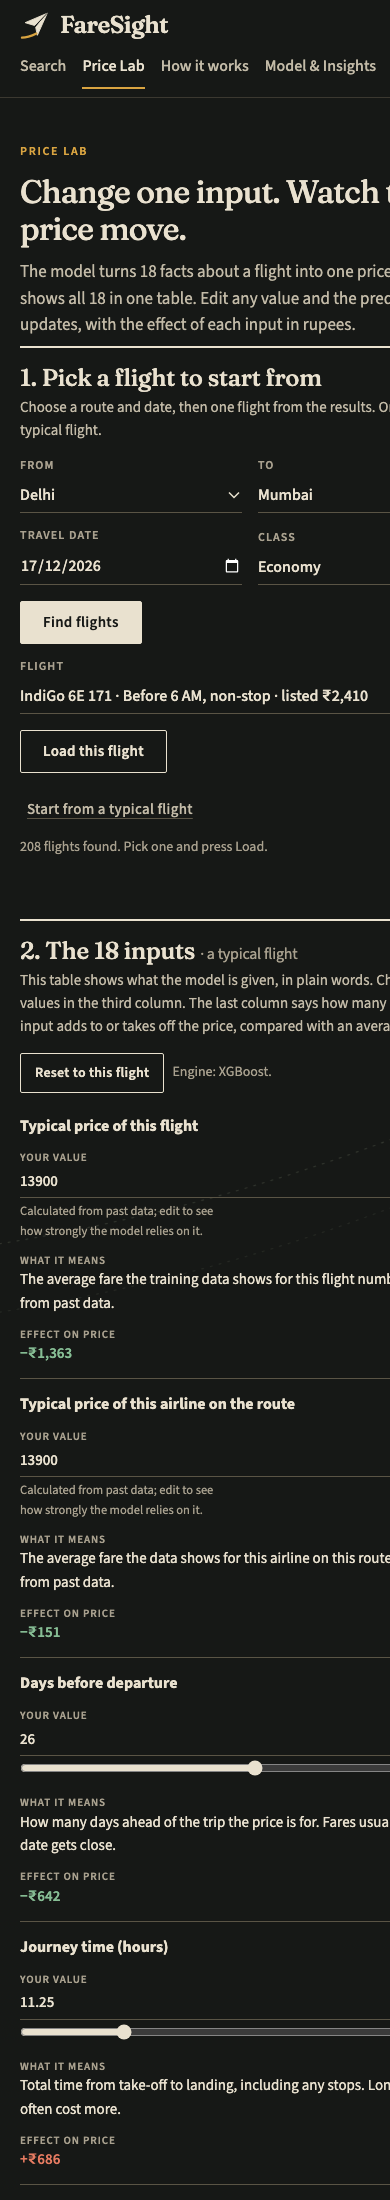 FareSight
Search Price Lab How it works Model & Insights
PRICE LAB
Change one input. Watch
price move.
The model turns 18 facts about a flight into one price
shows all 18 in one table. Edit any value and the pred
updates, with the effect of each input in rupees.
1. Pick a flight to start from
Choose a route and date, then one flight from the results. O
typical flight.
FROM TO
Delhi Mumbai
TRAVEL DATE CLASS
17/12/2026 Economy
Find flights
FLIGHT
IndiGo 6E 171 · Before 6 AM, non-stop · listed ₹2,410
Load this flight
Start from a typical flight
208 flights found. Pick one and press Load.
2. The 18 inputs · a typical flight
This table shows what the model is given, in plain words. Ch
values in the third column. The last column says how many
input adds to or takes off the price, compared with an avera
Reset to this flight Engine: XGBoost.
Typical price of this flight
YOUR VALUE
13900
Calculated from past data; edit to see
how strongly the model relies on it.
WHAT IT MEANS
The average fare the training data shows for this flight numb
from past data.
EFFECT ON PRICE
−₹1,363
Typical price of this airline on the route
YOUR VALUE
13900
Calculated from past data; edit to see
how strongly the model relies on it.
WHAT IT MEANS
The average fare the data shows for this airline on this route
from past data.
EFFECT ON PRICE
−₹151
Days before departure
YOUR VALUE
26
WHAT IT MEANS
How many days ahead of the trip the price is for. Fares usua
date gets close.
EFFECT ON PRICE
−₹642
Journey time (hours)
YOUR VALUE
11.25
WHAT IT MEANS
Total time from take-off to landing, including any stops. Lon
often cost more.
EFFECT ON PRICE
+₹686